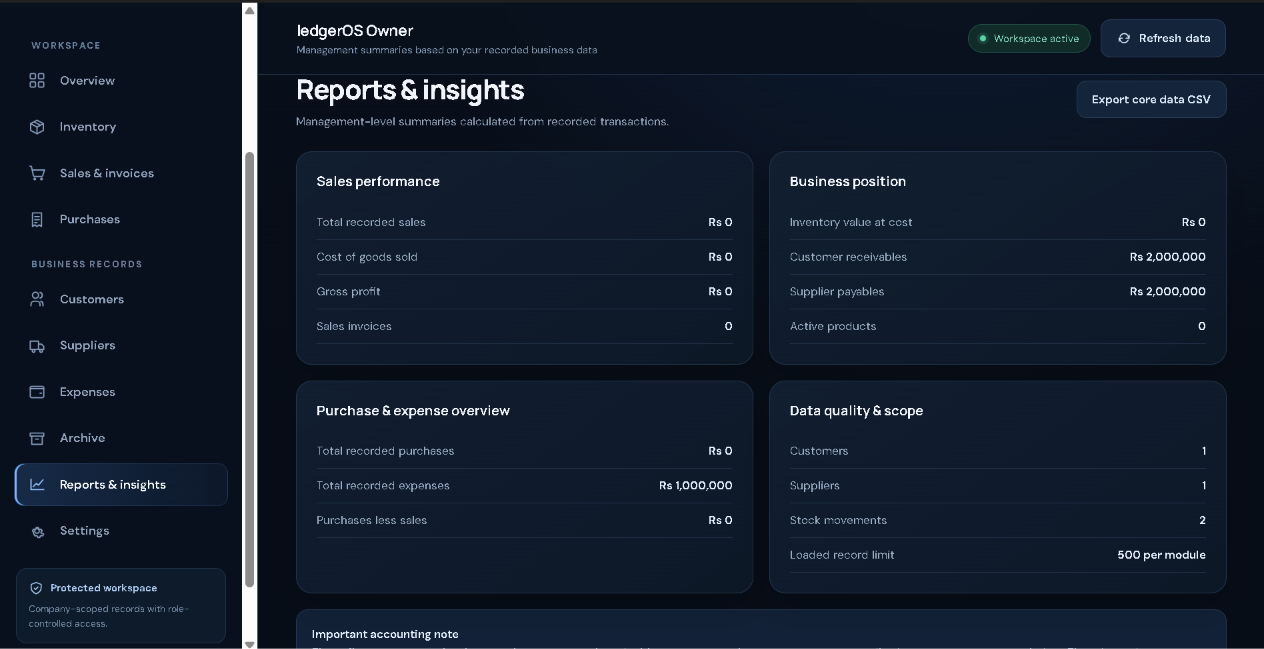 WORKSPACE
Overview
Inventory
Sales & invoices
Purchases
BUSINESS RECORDS
Customers
Suppliers
Expenses
Archive
Reports & insights
Settings
Protected workspace
Company-scoped records with role-
controlled access.
ledgerOS Owner
Management summaries based on your recorded business data
Workspace active
Refresh data
Reports & insights
Management-level summaries calculated from recorded transactions.
Export core data CSV
Sales performance
Total recorded sales Rs 0
Cost of goods sold Rs 0
Gross profit Rs 0
Sales invoices 0
Business position
Inventory value at cost Rs 0
Customer receivables Rs 2,000,000
Supplier payables Rs 2,000,000
Active products 0
Purchase & expense overview
Total recorded purchases Rs 0
Total recorded expenses Rs 1,000,000
Purchases less sales Rs 0
Data quality & scope
Customers 1
Suppliers 1
Stock movements 2
Loaded record limit 500 per module
Important accounting note